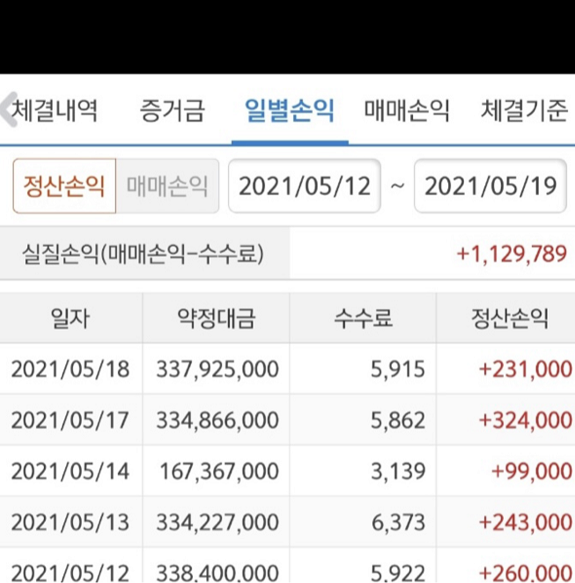 체결내역 증거금 일별손익 매매손익 체결기준
정산손익 매매손익 2021/05/12 ~ 2021/05/19
실질손익(매매손익-수수료) +1,129,789
일자 약정대금 수수료 정산손익
2021/05/18 337,925,000 5,915 +231,000
2021/05/17 334,866,000 5,862 +324,000
2021/05/14 167,367,000 3,139 +99,000
2021/05/13 334,227,000 6,373 +243,000
2021/05/12 338,400,000 5,922 +260,000